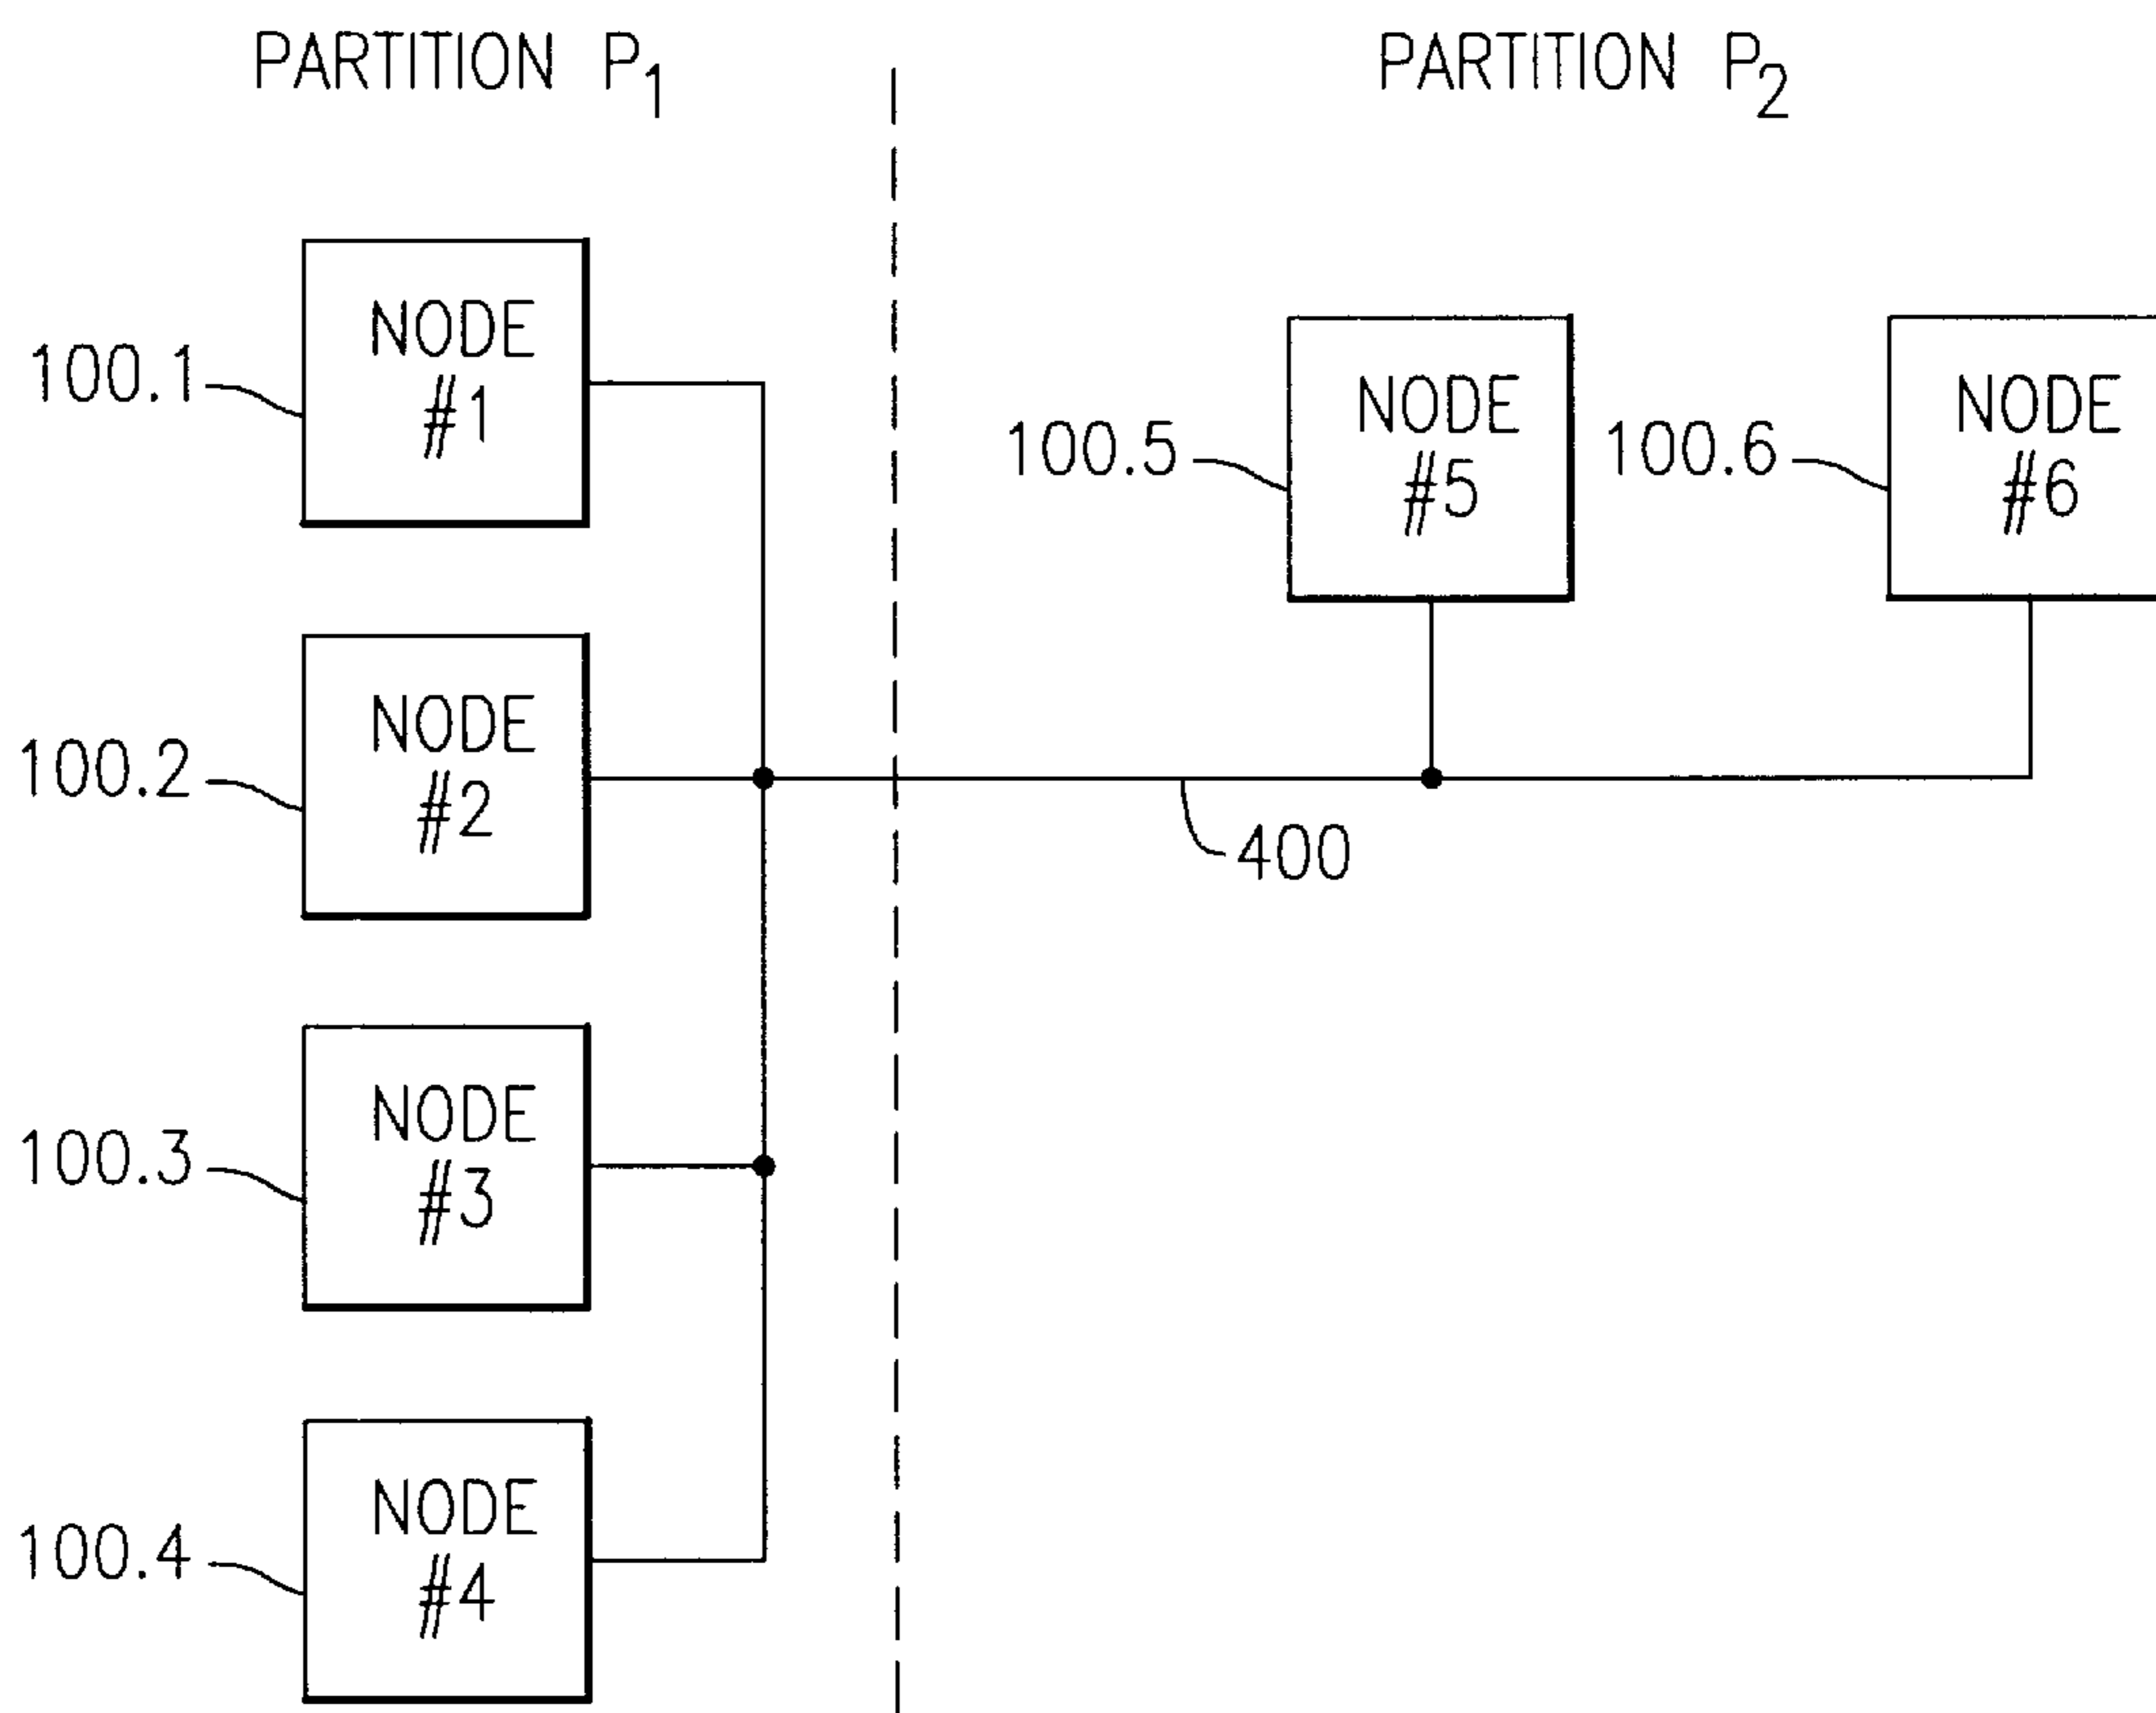 PARTITION P1
PARTITION P2
100.1
NODE
#1
100.5
NODE
#5
100.6
NODE
#6
100.2
NODE
#2
400
100.3
NODE
#3
100.4
NODE
#4